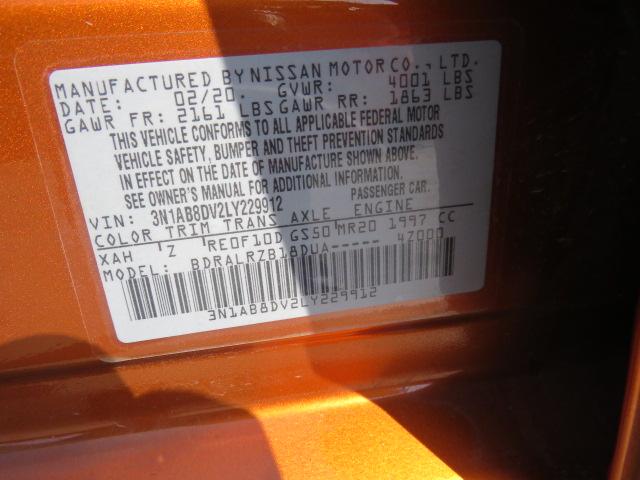 MANUFACTURED BY NISSAN MOTOR CO., LTD.
DATE: 02/20. GVWR: 4001 LBS
GAWR FR: 2161 LBS GAWR RR: 1863 LBS
THIS VEHICLE CONFORMS TO ALL APPLICABLE FEDERAL MOTOR
VEHICLE SAFETY, BUMPER AND THEFT PREVENTION STANDARDS
IN EFFECT ON THE DATE OF MANUFACTURE SHOWN ABOVE.
SEE OWNER'S MANUAL FOR ADDITIONAL INFORMATION.
VIN: 3N1AB8DV2LY229912 PASSENGER CAR.
COLOR TRIM TRANS AXLE ENGINE
XAH 'Z RE0F10D GS50 MR20 1997 CC
MODEL: BDRALRZB18DUA----- 4Z000
3N1AB8DV2LY229912